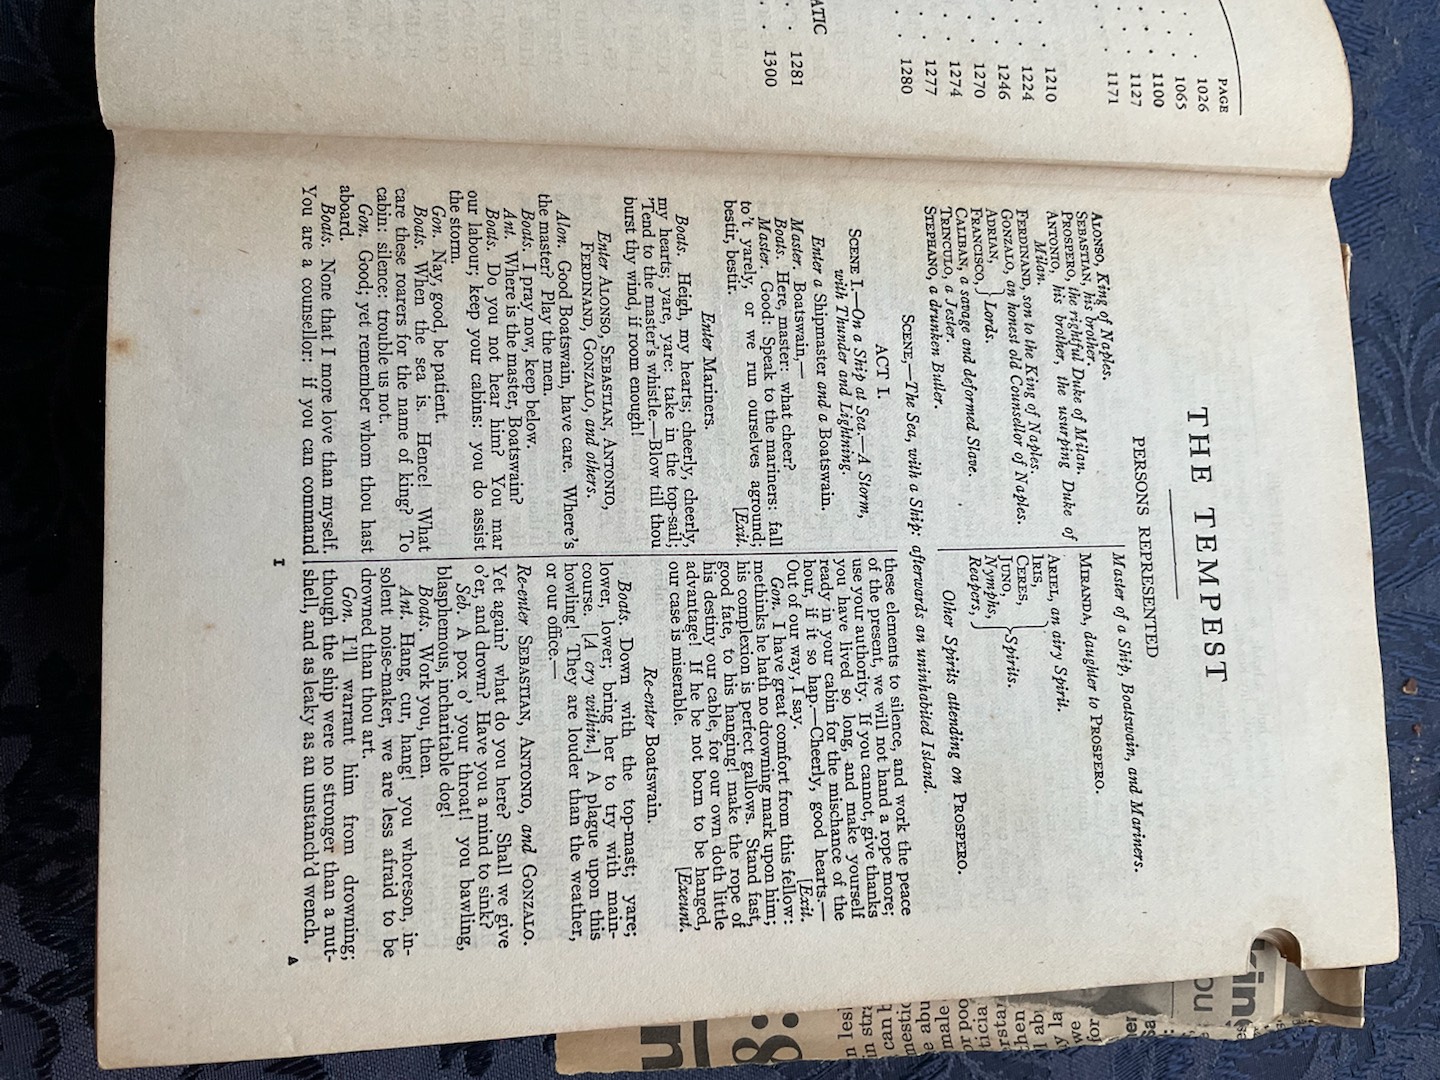 PAGE
1026
1065
1100
1127
1171
1210
1224
1246
1270
1274
1277
1280
ATIC
1281
1300
THE TEMPEST
PERSONS REPRESENTED
ALONSO, King of Naples.
SEBASTIAN, his brother.
PROSPERO, the rightful Duke of Milan.
ANTONIO, his brother, the usurping Duke of
Milan.
FERDINAND, son to the King of Naples.
GONZALO, an honest old Counsellor of Naples.
ADRIAN,
FRANCISCO, } Lords.
CALIBAN, a savage and deformed Slave.
TRINCULO, a Jester.
STEPHANO, a drunken Butler.
Master of a Ship, Boatswain, and Mariners.
MIRANDA, daughter to PROSPERO.
ARIEL, an airy Spirit.
IRIS,
CERES,
JUNO,
Nymphs,
Reapers, } Spirits.
Other Spirits attending on PROSPERO.
SCENE,—The Sea, with a Ship: afterwards an uninhabited Island.
ACT I.
SCENE I.—On a Ship at Sea.—A Storm,
with Thunder and Lightning.
Enter a Shipmaster and a Boatswain.
Master. Boatswain,—
Boats. Here, master: what cheer?
Master. Good: Speak to the mariners: fall
to't yarely, or we run ourselves aground;
bestir, bestir. [Exit.
Enter Mariners.
Boats. Heigh, my hearts; cheerly, cheerly,
my hearts; yare, yare: take in the top-sail;
'Tend to the master's whistle.—Blow till thou
burst thy wind, if room enough!
Enter ALONSO, SEBASTIAN, ANTONIO,
FERDINAND, GONZALO, and others.
Alon. Good Boatswain, have care. Where's
the master? Play the men.
Boats. I pray now, keep below.
Ant. Where is the master, Boatswain?
Boats. Do you not hear him? You mar
our labour; keep your cabins: you do assist
the storm.
Gon. Nay, good, be patient.
Boats. When the sea is. Hence! What
care these roarers for the name of king? To
cabin: silence: trouble us not.
Gon. Good; yet remember whom thou hast
aboard.
Boats. None that I more love than myself.
You are a counsellor: if you can command
these elements to silence, and work the peace
of the present, we will not hand a rope more;
use your authority. If you cannot, give thanks
you have lived so long, and make yourself
ready in your cabin for the mischance of the
hour, if it so hap.—Cheerly, good hearts.—
Out of our way, I say. [Exit.
Gon. I have great comfort from this fellow:
methinks he hath no drowning mark upon him;
his complexion is perfect gallows. Stand fast,
good fate, to his hanging! make the rope of
his destiny our cable, for our own doth little
advantage! If he be not born to be hanged,
our case is miserable. [Exeunt.
Re-enter Boatswain.
Boats. Down with the top-mast; yare;
lower, lower; bring her to try with main-
course. [A cry within.] A plague upon this
howling! They are louder than the weather,
or our office.—
Re-enter SEBASTIAN, ANTONIO, and GONZALO.
Yet again? what do you here? Shall we give
o'er, and drown? Have you a mind to sink?
Seb. A pox o' your throat! you bawling,
blasphemous, incharitable dog!
Boats. Work you, then.
Ant. Hang, cur, hang! you whoreson, in-
solent noise-maker, we are less afraid to be
drowned than thou art.
Gon. I'll warrant him from drowning;
though the ship were no stronger than a nut-
shell, and as leaky as an unstanch'd wench.
I
A